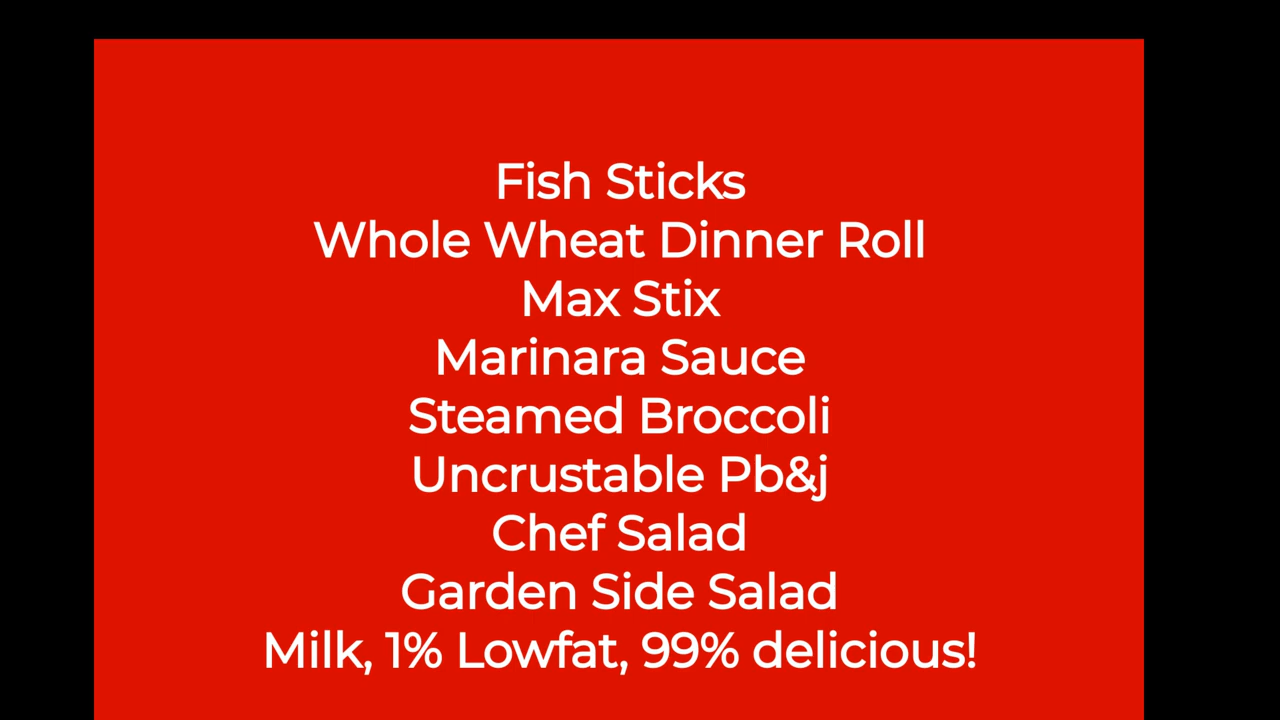 Fish Sticks
Whole Wheat Dinner Roll
Max Stix
Marinara Sauce
Steamed Broccoli
Uncrustable Pb&j
Chef Salad
Garden Side Salad
Milk, 1% Lowfat, 99% delicious!